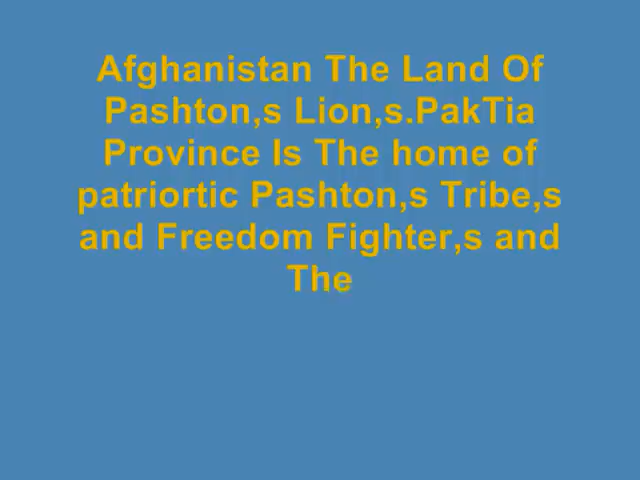 Afghanistan The Land Of
Pashton,s Lion,s.PakTia
Province Is The home of
patriortic Pashton,s Tribe,s
and Freedom Fighter,s and
The